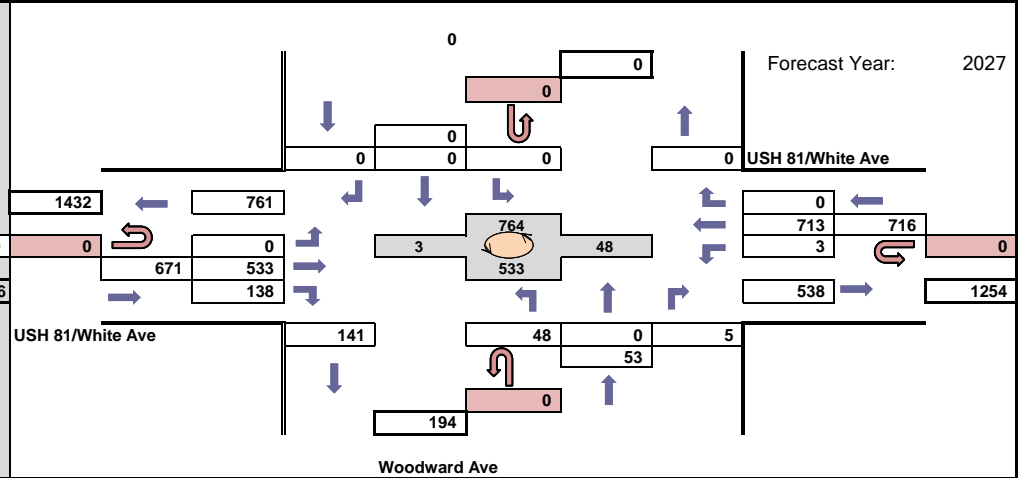 0
0
Forecast Year: 2027
0
0
0 0 0 0 USH 81/White Ave
1432 761 0
764 713 716
0 0 3 48 3 0
671 533 533
6 138 538 1254
USH 81/White Ave 141 48 0 5
53
0
194
Woodward Ave